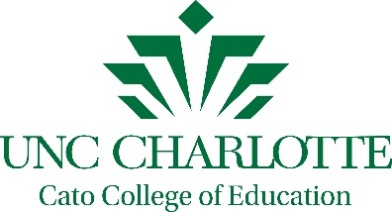 UNC CHARLOTTE
Cato College of Education